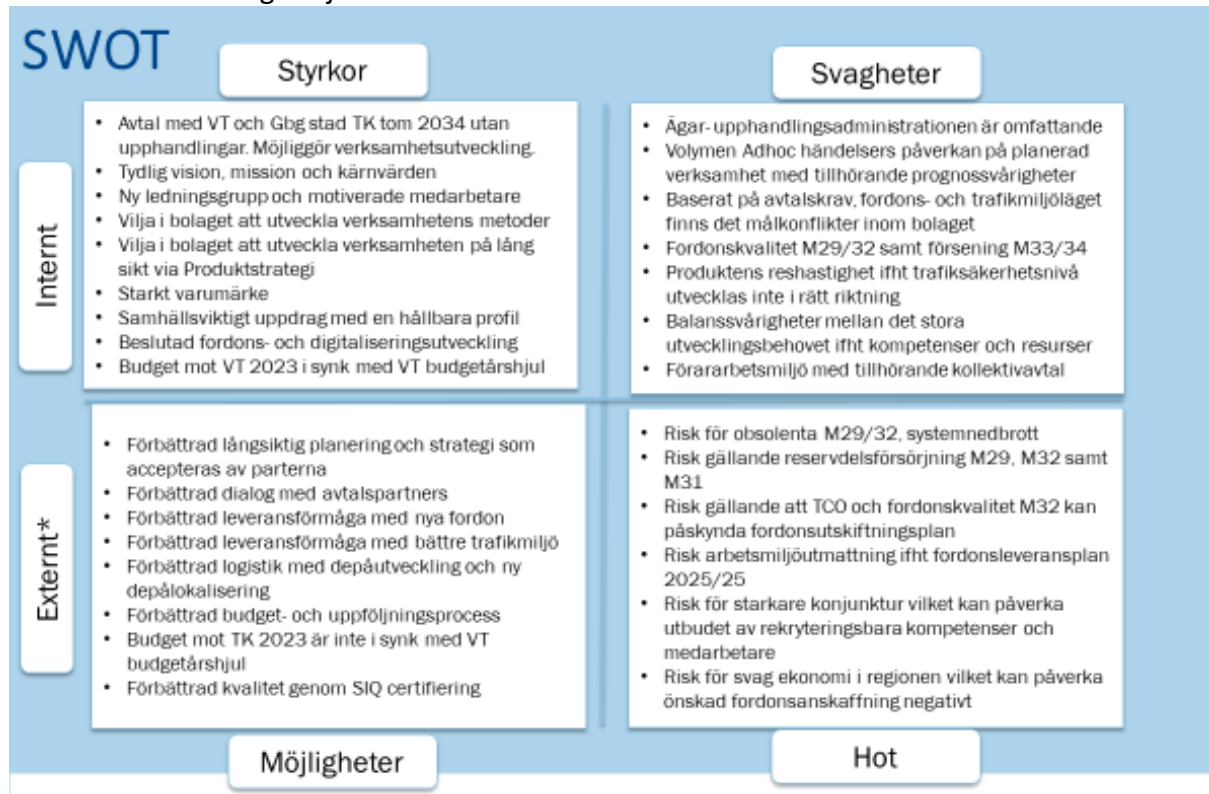 SWOT
Styrkor
Svagheter
Internt
• Avtal med VT och Gbg stad TK tom 2034 utan
upphandlingar. Möjliggör verksamhetsutveckling.
• Tydlig vision, mission och kärnvärden
• Ny ledningsgrupp och motiverade medarbetare
• Vilja i bolaget att utveckla verksamhetens metoder
• Vilja i bolaget att utveckla verksamheten på lång
sikt via Produktstrategi
• Starkt varumärke
• Samhällsviktigt uppdrag med en hållbara profil
• Beslutad fordons- och digitaliseringsutveckling
• Budget mot VT 2023 i synk med VT budgetårshjul
• Ägar- upphandlingsadministrationen är omfattande
• Volymen Adhoc händelsers påverkan på planerad
verksamhet med tillhörande prognossvårigheter
• Baserat på avtalskrav, fordons- och trafikmiljöläget
finns det målkonflikter inom bolaget
• Fordonskvalitet M29/32 samt försening M33/34
• Produktens reshastighet ifht trafiksäkerhetsnivå
utvecklas inte i rätt riktning
• Balanssvårigheter mellan det stora
utvecklingsbehovet ifht kompetenser och resurser
• Förararbetsmiljö med tillhörande kollektivavtal
Externt*
• Förbättrad långsiktig planering och strategi som
accepteras av parterna
• Förbättrad dialog med avtalspartners
• Förbättrad leveransförmåga med nya fordon
• Förbättrad leveransförmåga med bättre trafikmiljö
• Förbättrad logistik med depåutveckling och ny
depålokalisering
• Förbättrad budget- och uppföljningsprocess
• Budget mot TK 2023 är inte i synk med VT
budgetårshjul
• Förbättrad kvalitet genom SIQ certifiering
• Risk för obsolenta M29/32, systemnedbrott
• Risk gällande reservdelsförsörjning M29, M32 samt
M31
• Risk gällande att TCO och fordonskvalitet M32 kan
påskynda fordonsutskiftningsplan
• Risk arbetsmiljöutmattning ifht fordonsleveransplan
2025/25
• Risk för starkare konjunktur vilket kan påverka
utbudet av rekryteringsbara kompetenser och
medarbetare
• Risk för svag ekonomi i regionen vilket kan påverka
önskad fordonsanskaffning negativt
Möjligheter
Hot